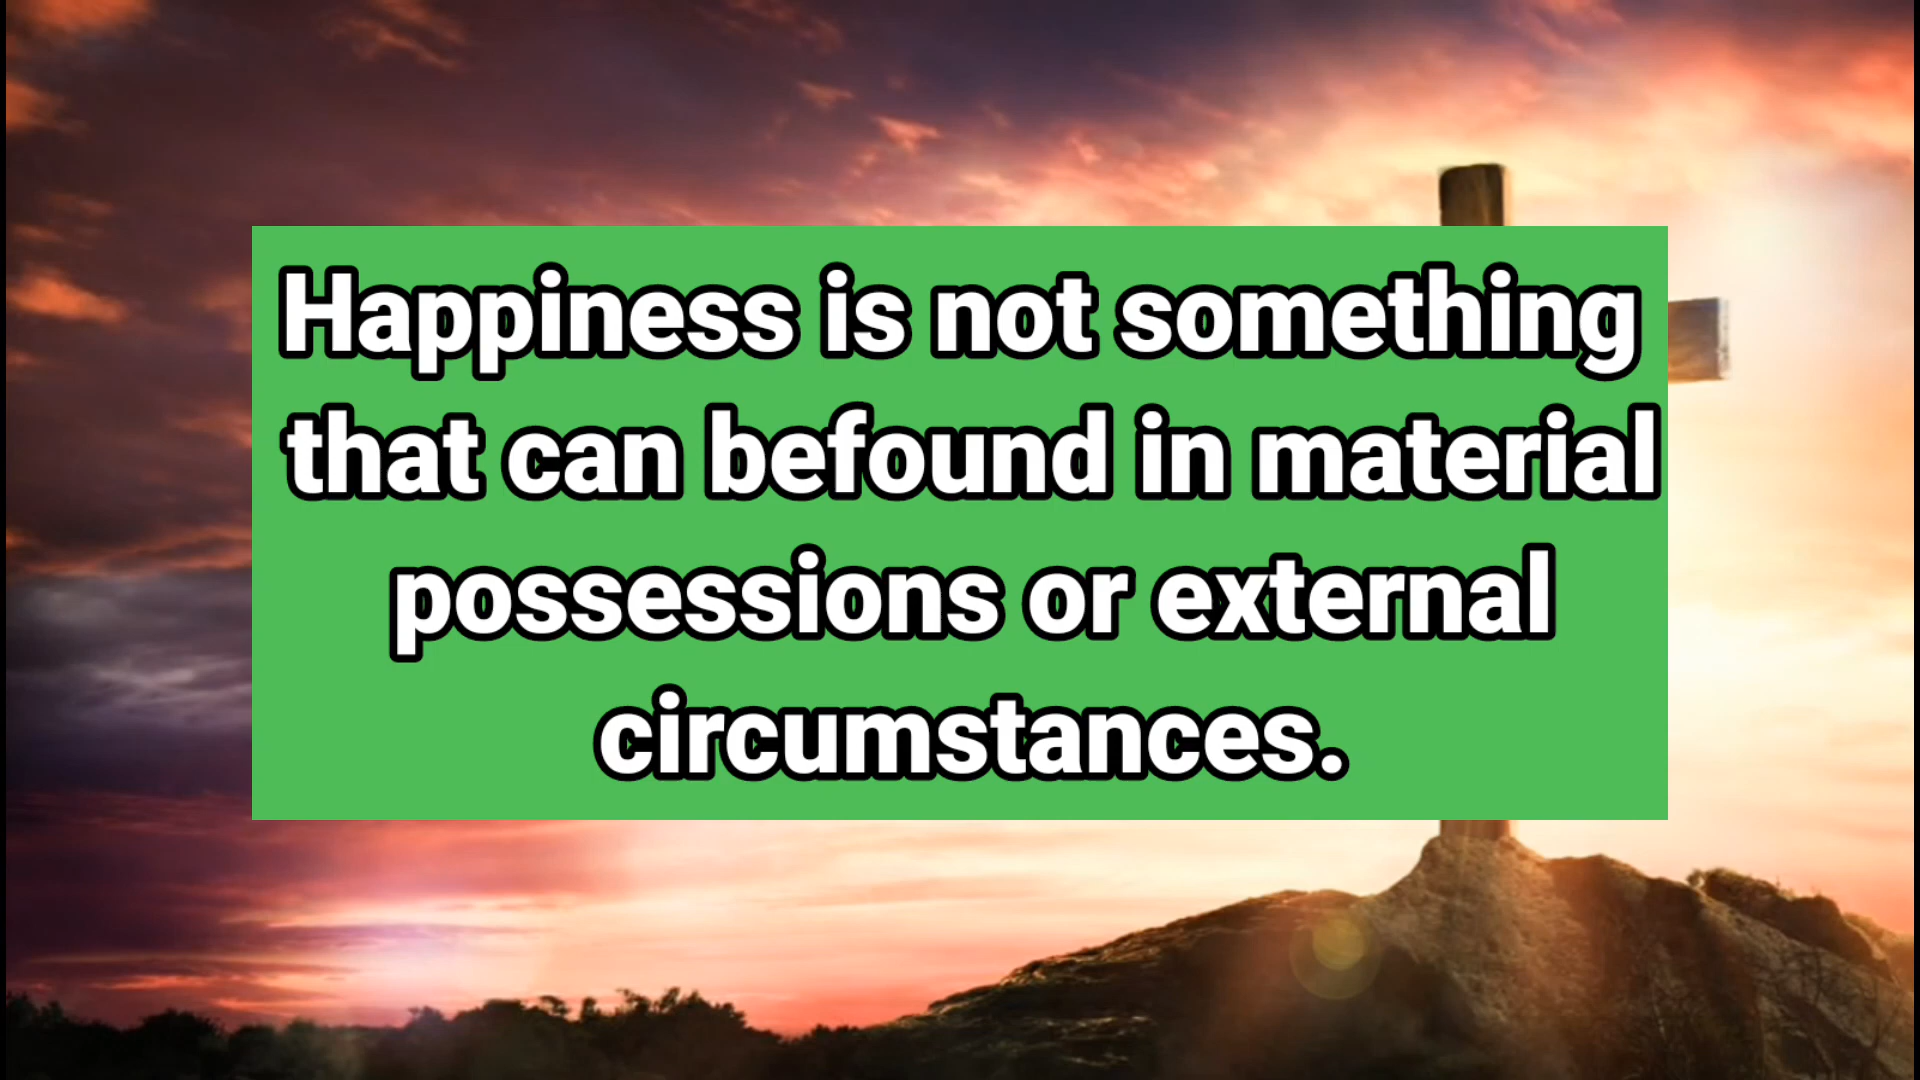 Happiness is not something
that can befound in material
possessions or external
circumstances.